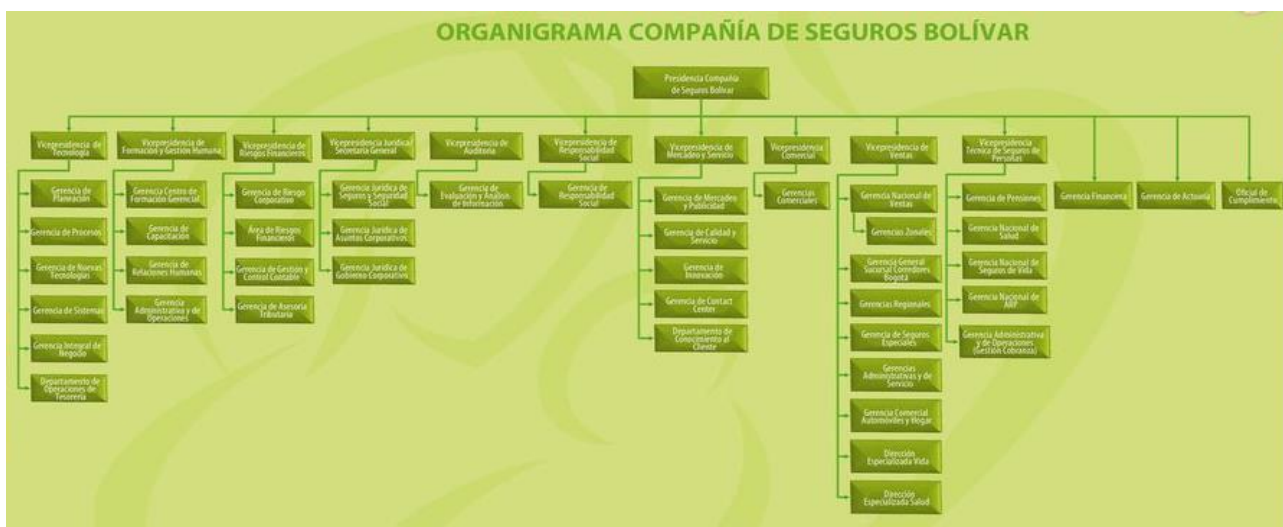 ORGANIGRAMA COMPAÑÍA DE SEGUROS BOLÍVAR
Presidencia Compañía
de Seguros Bolívar
Vicepresidencia de
Tecnología
Gerencia de
Planeación
Gerencia de Procesos
Gerencia de Nuevas
Tecnologías
Gerencia de Sistemas
Gerencia Integral de
Negocio
Departamento de
Operaciones de
Tesorería
Vicepresidencia de
Formación y Gestión Humana
Gerencia Centro de
Formación Gerencial
Gerencia de
Capacitación
Gerencia de
Relaciones Humanas
Gerencia
Administrativa y de
Operaciones
Vicepresidencia de
Riesgos Financieros
Gerencia de Riesgo
Corporativo
Área de Riesgos
Financieros
Gerencia de Gestión y
Control Contable
Gerencia de Asesoría
Tributaria
Vicepresidencia Jurídica
Secretaría General
Gerencia Jurídica de
Seguros y Seguridad
Social
Gerencia Jurídica de
Asuntos Corporativos
Gerencia Jurídica de
Gobierno Corporativo
Vicepresidencia de
Auditoría
Gerencia de
Evaluación y Análisis
de Información
Vicepresidencia de
Responsabilidad
Social
Gerencia de
Responsabilidad
Social
Vicepresidencia de
Mercadeo y Servicio
Gerencia de Mercadeo
y Publicidad
Gerencia de Calidad y
Servicio
Gerencia de
Innovación
Gerencia de Contact
Center
Departamento de
Conocimiento al
Cliente
Vicepresidencia
Comercial
Gerencias
Comerciales
Vicepresidencia de
Ventas
Gerencia Nacional de
Ventas
Gerencias Zonales
Gerencia General
Sucursal Corredores
Bogotá
Gerencias Regionales
Gerencia de Seguros
Especiales
Gerencias
Administrativas y de
Servicio
Gerencia Comercial
Automóviles y Hogar
Dirección
Especializada Vida
Dirección
Especializada Salud
Vicepresidencia
Técnica de Seguros de
Personas
Gerencia de Pensiones
Gerencia Nacional de
Salud
Gerencia Nacional de
Seguros de Vida
Gerencia Nacional de
ARP
Gerencia Administrativa
y de Operaciones
(Gestión Cobranza)
Gerencia Financiera
Gerencia de Actuaría
Oficial de
Cumplimiento